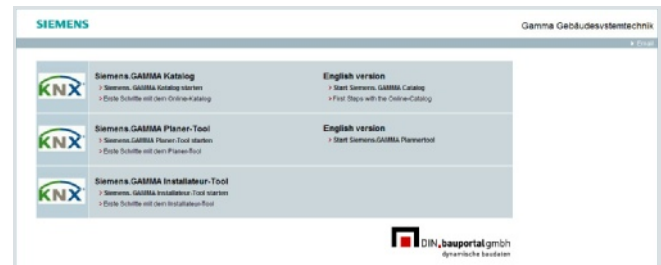 SIEMENS
Gamma Gebäudesystemtechnik
Email
KNX
Siemens.GAMMA Katalog
Siemens. GAMMA Katalog starten
Erste Schritte mit dem Online-Katalog
English version
Start Siemens. GAMMA Catalog
First Steps with the Online-Catalog
KNX
Siemens.GAMMA Planer-Tool
Siemens.GAMMA Planer-Tool starten
Erste Schritte mit dem Planer-Tool
English version
Start Siemens.GAMMA Plannertool
KNX
Siemens.GAMMA Installateur-Tool
Siemens.GAMMA Installateur-Tool starten
Erste Schritte mit dem Installateur-Tool
DIN.bauportal gmbh
dynamische baudaten